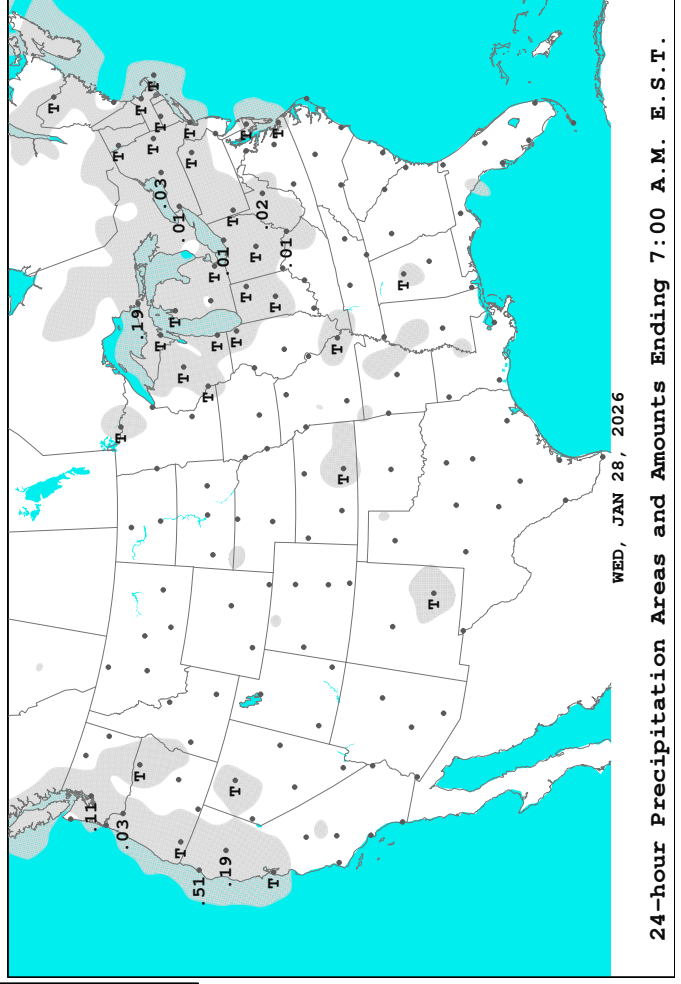 T
.11
T
T
.03
.19
T
T
T
T
T
T
.03
T
.01
T
T
T
T
.51
T
T
T
.01
.19
T
T
T
T
T
T
.02
T
T
T
.01
T
T
T
T
WED, JAN 28, 2026
24-hour Precipitation Areas and Amounts Ending 7:00 A.M. E.S.T.